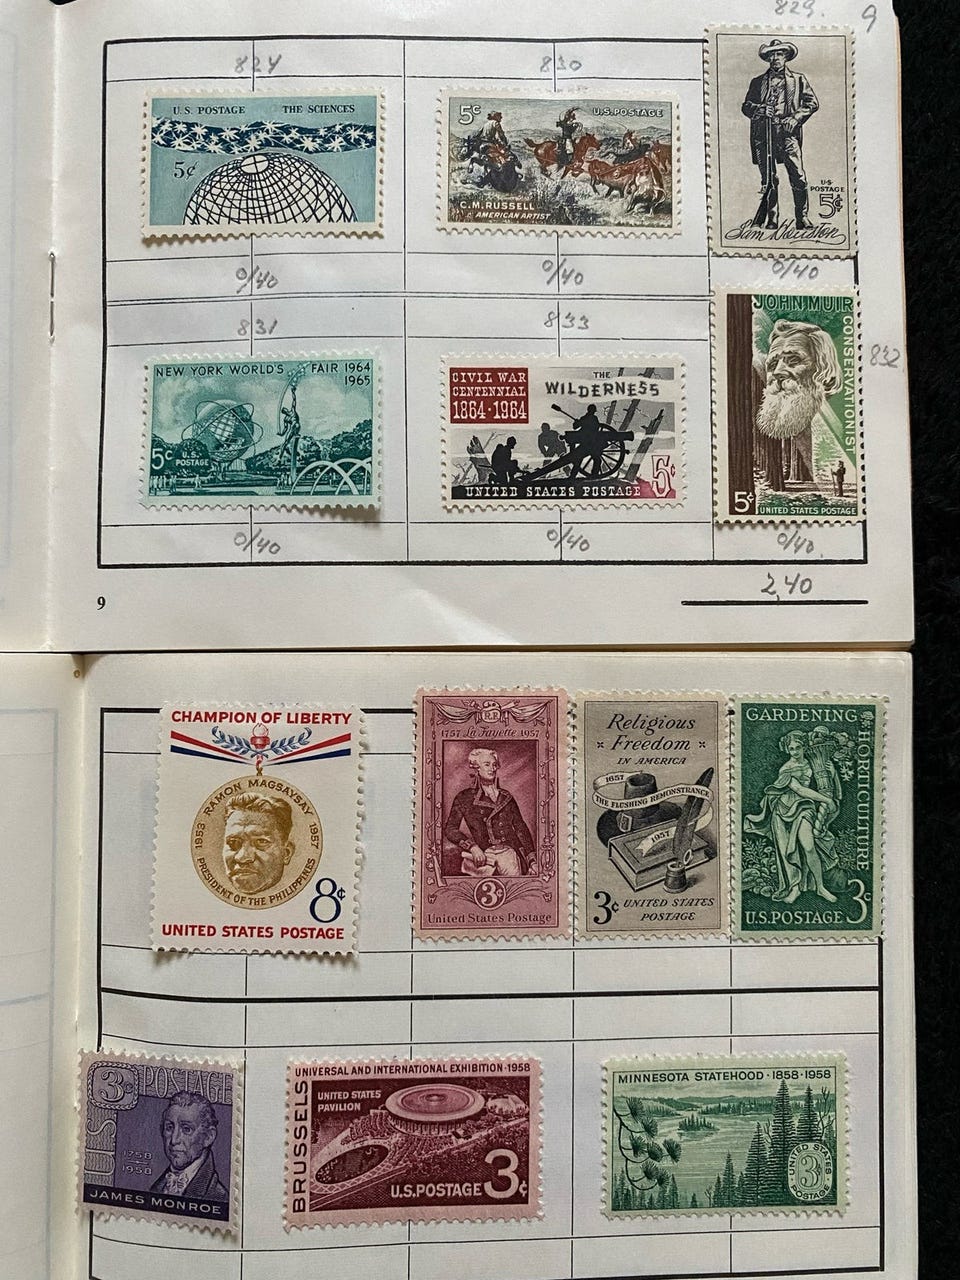 829.
9
824
830
U.S. POSTAGE THE SCIENCES
5¢
5¢ U.S. POSTAGE
C.M. RUSSELL
AMERICAN ARTIST
U.S.
POSTAGE
5¢
Sam Houston
0/40
0/40
0/40
831
833
832
NEW YORK WORLD'S FAIR 1964
1965
5¢ U.S.
POSTAGE
CIVIL WAR
CENTENNIAL
1864-1964
THE
WILDERNESS
5¢
UNITED STATES POSTAGE
JOHN MUIR
CONSERVATIONIST
5¢
UNITED STATES POSTAGE
0/40
0/40
0/40.
2,40
9
CHAMPION OF LIBERTY
RAMON MAGSAYSAY
1953 1957
PRESIDENT OF THE PHILIPPINES
8¢
UNITED STATES POSTAGE
R.F.
1757 La Fayette 1957
3¢
United States Postage
Religious
Freedom
IN AMERICA
1657
THE FLUSHING REMONSTRANCE
1957
3¢ UNITED STATES
POSTAGE
GARDENING
HORTICULTURE
U.S.POSTAGE 3¢
3¢ POSTAGE
U.S.
1758
1958
JAMES MONROE
UNIVERSAL AND INTERNATIONAL EXHIBITION·1958
BRUSSELS
UNITED STATES
PAVILION
U.S.POSTAGE 3¢
MINNESOTA STATEHOOD · 1858·1958
UNITED STATES
3¢
POSTAGE